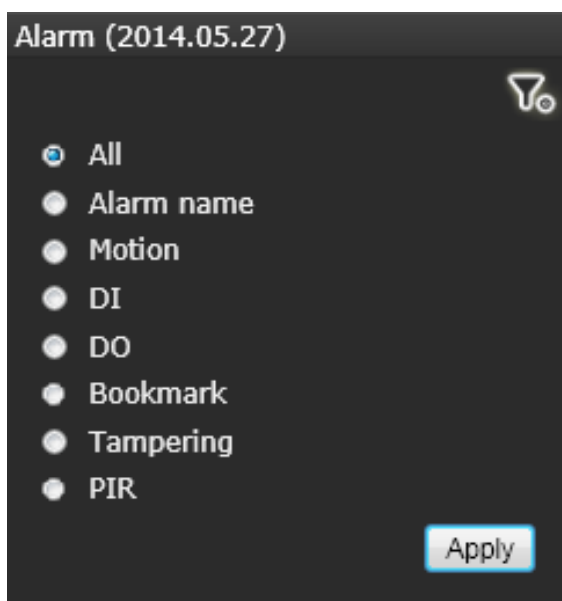 Alarm (2014.05.27)
All
Alarm name
Motion
DI
DO
Bookmark
Tampering
PIR
Apply